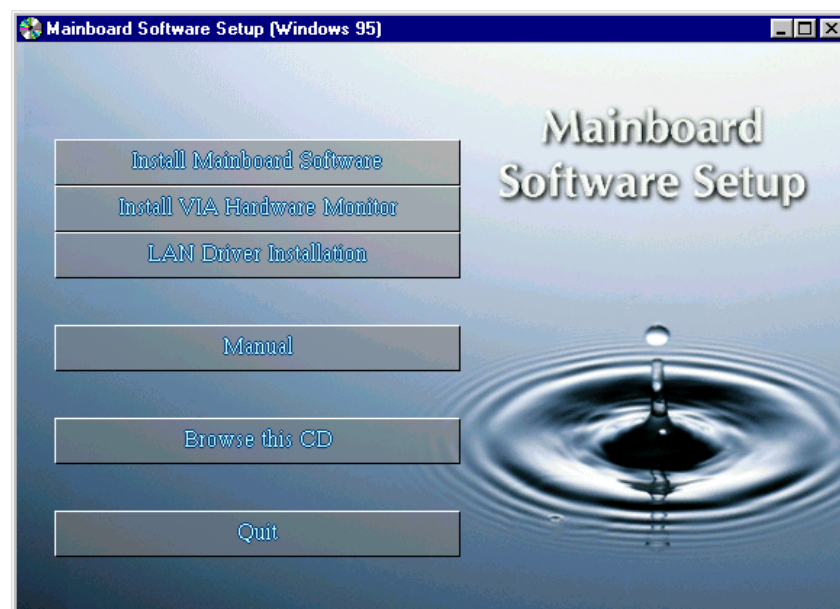 Mainboard Software Setup (Windows 95)
Mainboard
Software Setup
Install Mainboard Software
Install VIA Hardware Monitor
LAN Driver Installation
Manual
Browse this CD
Quit